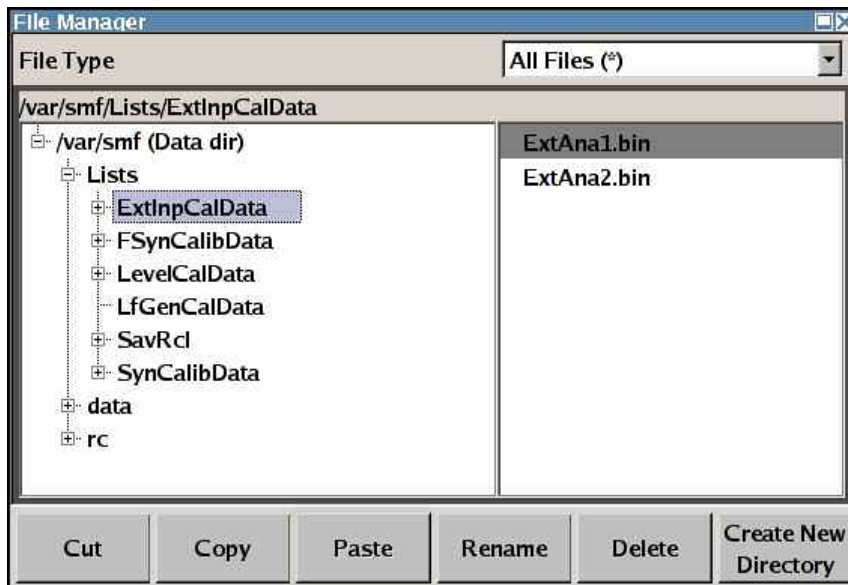 File Manager
File Type
All Files (*)
/var/smf/Lists/ExtInpCalData
/var/smf (Data dir)
Lists
ExtInpCalData
FSynCalibData
LevelCalData
LfGenCalData
SavRcl
SynCalibData
data
rc
ExtAna1.bin
ExtAna2.bin
Cut
Copy
Paste
Rename
Delete
Create New
Directory